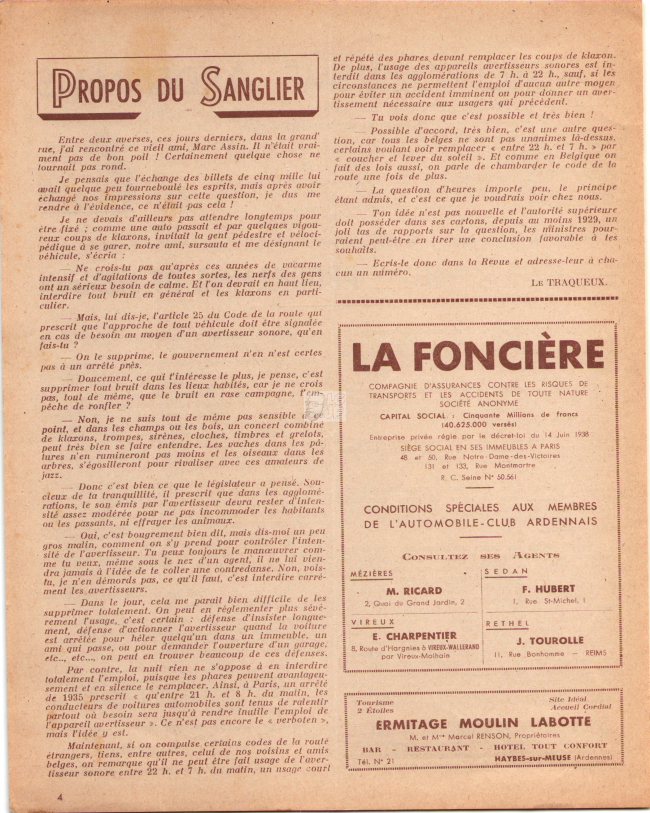 PROPOS DU SANGLIER
Entre deux averses, ces jours derniers, dans la grand'
rue, j'ai rencontré ce vieil ami, Marc Assin. Il n'était vrai-
ment pas de bon poil ! Certainement quelque chose ne
tournait pas rond.
Je pensais que l'échange des billets de cinq mille lui
avait quelque peu tourneboulé les esprits, mais après avoir
échangé nos impressions sur cette question, je dus me
rendre à l'évidence, ce n'était pas cela !
Je ne devais d'ailleurs pas attendre longtemps pour
être fixé ; comme une auto passait et par quelques vigou-
reux coups de klaxons, invitait la gent pédestre et véloci-
pédique à se garer, notre ami, sursauta et me désignant le
véhicule, s'écria :
— Ne crois-tu pas qu'après ces années de vacarme
intensif et d'agitations de toutes sortes, les nerfs des gens
ont un sérieux besoin de calme. Et l'on devrait en haut lieu,
interdire tout bruit en général et les klaxons en parti-
culier.
— Mais, lui dis-je, l'article 25 du Code de la route qui
prescrit que l'approche de tout véhicule doit être signalée
en cas de besoin au moyen d'un avertisseur sonore, qu'en
fais-tu ?
— On le supprime, le gouvernement n'en n'est certes
pas à un arrêté près.
— Doucement, ce qui t'intéresse le plus, je pense, c'est
supprimer tout bruit dans les lieux habités, car je ne crois
pas, tout de même, que le bruit en rase campagne, t'em-
pêche de ronfler ?
— Non, je ne suis tout de même pas sensible à ce
point, et dans les champs ou les bois, un concert combiné
de klaxons, trompes, sirènes, cloches, timbres et grelots,
peut très bien se faire entendre. Les vaches dans les pâ-
tures n'en rumineront pas moins et les oiseaux dans les
arbres, s'égosilleront pour rivaliser avec ces amateurs de
jazz.
— Donc c'est bien ce que le législateur a pensé. Sou-
cieux de ta tranquillité, il prescrit que dans les agglomé-
rations, le son émis par l'avertisseur devra rester d'inten-
sité assez modérée pour ne pas incommoder les habitants
ou les passants, ni effrayer les animaux.
— Oui, c'est bougrement bien dit, mais dis-moi un peu
gros malin, comment on s'y prend pour contrôler l'inten-
sité de l'avertisseur. Tu peux toujours le manœuvrer com-
me tu veux, même sous le nez d'un agent, il ne lui vien-
dra jamais à l'idée de te coller une contredanse. Non, vois-
tu, je n'en démords pas, ce qu'il faut, c'est interdire carré-
ment les avertisseurs.
— Dans le jour, cela me paraît bien difficile de les
supprimer totalement. On peut en réglementer plus sévè-
rement l'usage, c'est certain : défense d'insister longue-
ment, défense d'actionner l'avertisseur quand la voiture
est arrêtée pour héler quelqu'un dans un immeuble, un
ami qui passe, ou pour demander l'ouverture d'un garage,
etc.., etc..., on peut en trouver beaucoup de ces défenses.
Par contre, la nuit rien ne s'oppose à en interdire
totalement l'emploi, puisque les phares peuvent avantageu-
sement et en silence le remplacer. Ainsi, à Paris, un arrêté
de 1935 prescrit « qu'entre 21 h. et 8 h. du matin, les
conducteurs de voitures automobiles sont tenus de ralentir
partout où besoin sera jusqu'à rendre inutile l'emploi de
l'appareil avertisseur ». Ce n'est pas encore le « verboten »,
mais l'idée y est.
Maintenant, si on compulse certains codes de la route
étrangers, tiens, entre autres, celui de nos voisins et amis
belges, on remarque qu'il ne peut être fait usage de l'aver-
tisseur sonore entre 22 h. et 7 h. du matin, un usage court
4
et répété des phares devant remplacer les coups de klaxon.
De plus, l'usage des appareils avertisseurs sonores est in-
terdit dans les agglomérations de 7 h. à 22 h., sauf, si les
circonstances ne permettent l'emploi d'aucun autre moyen
pour éviter un accident imminent ou pour donner un aver-
tissement nécessaire aux usagers qui précèdent.
— Tu vois donc que c'est possible et très bien !
— Possible d'accord, très bien, c'est une autre ques-
tion, car tous les belges ne sont pas unanimes là-dessus,
certains voulant voir remplacer « entre 22 h. et 7 h. » par
« coucher et lever du soleil ». Et comme en Belgique on
fait des lois aussi, on parle de chambarder le code de la
route une fois de plus.
— La question d'heures importe peu, le principe
étant admis, et c'est ce que je voudrais voir chez nous.
— Ton idée n'est pas nouvelle et l'autorité supérieure
doit posséder dans ses cartons, depuis au moins 1929, un
joli tas de rapports sur la question, les ministres pour-
raient peut-être en tirer une conclusion favorable à tes
souhaits.
— Ecris-le donc dans la Revue et adresse-leur à cha-
cun un numéro.
LE TRAQUEUX.
LA FONCIÈRE
COMPAGNIE D'ASSURANCES CONTRE LES RISQUES DE
TRANSPORTS ET LES ACCIDENTS DE TOUTE NATURE
SOCIÉTÉ ANONYME
CAPITAL SOCIAL : Cinquante Millions de francs
(40.625.000 versés)
Entreprise privée régie par le décret-loi du 14 Juin 1938
SIÈGE SOCIAL EN SES IMMEUBLES A PARIS
48 et 50, Rue Notre-Dame-des-Victoires
131 et 133, Rue Montmartre
R. C. Seine N° 50.561
CONDITIONS SPÉCIALES AUX MEMBRES
DE L'AUTOMOBILE-CLUB ARDENNAIS
CONSULTEZ SES AGENTS
MÉZIÈRES
M. RICARD
2, Quai du Grand Jardin, 2
SEDAN
F. HUBERT
1, Rue St-Michel, 1
VIREUX
E. CHARPENTIER
8, Route d'Hargnies à VIREUX-WALLERAND
par Vireux-Molhain
RETHEL
J. TOUROLLE
11, Rue Bonhomme — REIMS
Tourisme
2 Etoiles
Site Idéal
Accueil Cordial
ERMITAGE MOULIN LABOTTE
M. et Mme Marcel RENSON, Propriétaires
BAR - RESTAURANT - HOTEL TOUT CONFORT
Tél. N° 21
HAYBES-sur-MEUSE (Ardennes)